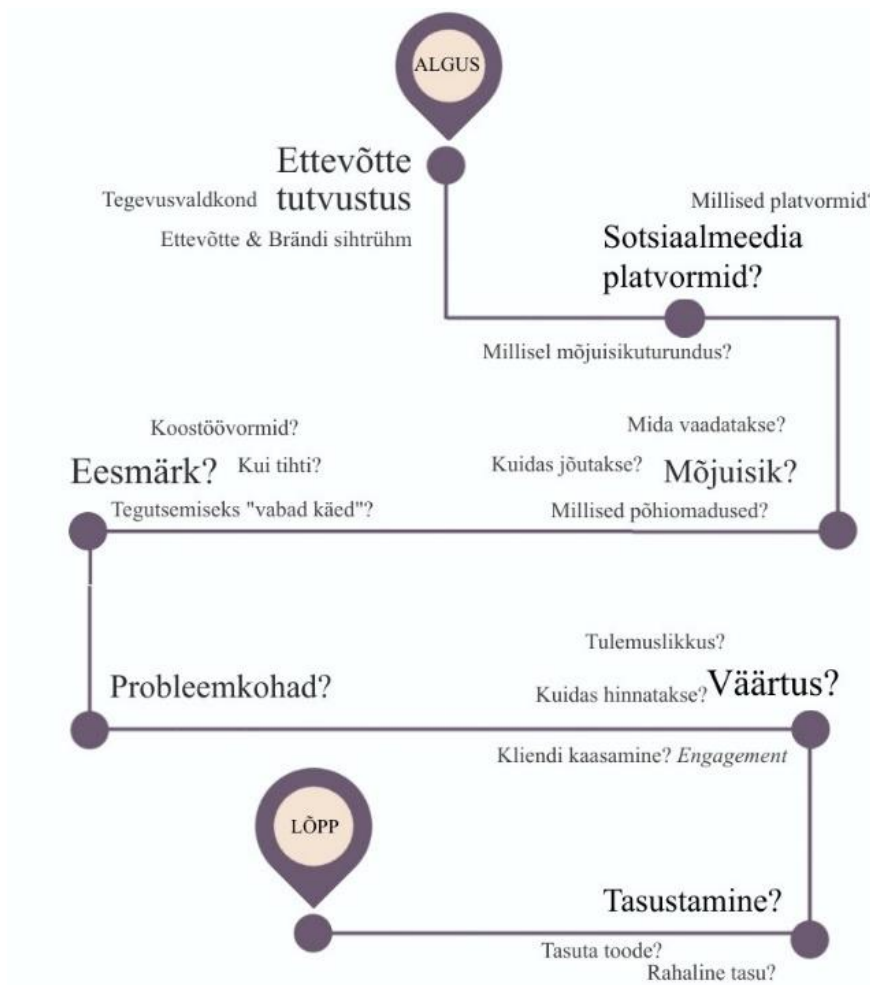 ALGUS
Ettevõtte
Tegevusvaldkond tutvustus
Ettevõtte & Brändi sihtrühm
Millised platvormid?
Sotsiaalmeedia
platvormid?
Millisel mõjuisikuturundus?
Mida vaadatakse?
Kuidas jõutakse? Mõjuisik?
Millised põhiomadused?
Koostöövormid?
Eesmärk? Kui tihti?
Tegutsemiseks "vabad käed"?
Probleemkohad?
Tulemuslikkus?
Kuidas hinnatakse? Väärtus?
Kliendi kaasamine? Engagement
Tasustamine?
Tasuta toode?
Rahaline tasu?
LÕPP